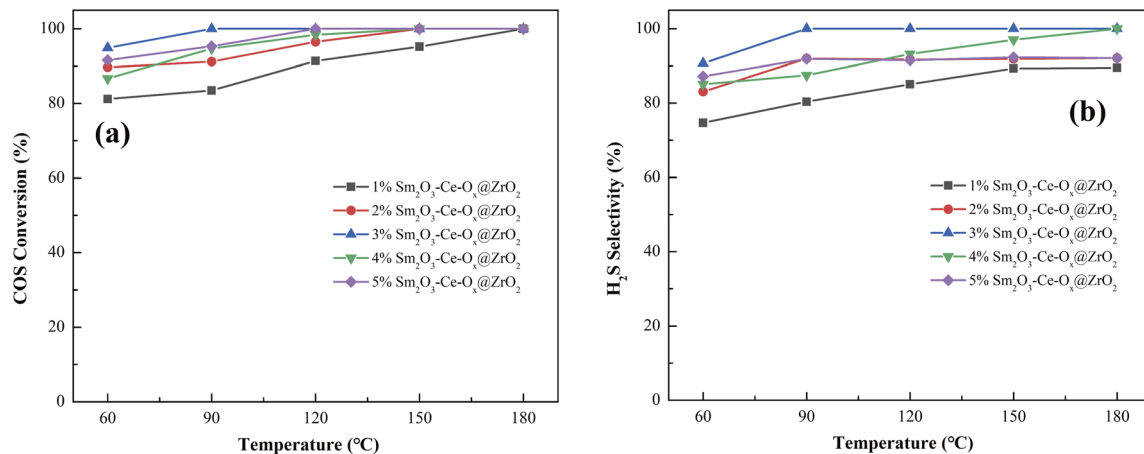 100
80
60
40
20
0
COS Conversion (%)
(a)
1% Sm₂O₃-Ce-Oₓ@ZrO₂
2% Sm₂O₃-Ce-Oₓ@ZrO₂
3% Sm₂O₃-Ce-Oₓ@ZrO₂
4% Sm₂O₃-Ce-Oₓ@ZrO₂
5% Sm₂O₃-Ce-Oₓ@ZrO₂
60 90 120 150 180
Temperature (℃)
100
80
60
40
20
0
H₂S Selectivity (%)
(b)
1% Sm₂O₃-Ce-Oₓ@ZrO₂
2% Sm₂O₃-Ce-Oₓ@ZrO₂
3% Sm₂O₃-Ce-Oₓ@ZrO₂
4% Sm₂O₃-Ce-Oₓ@ZrO₂
5% Sm₂O₃-Ce-Oₓ@ZrO₂
60 90 120 150 180
Temperature (℃)